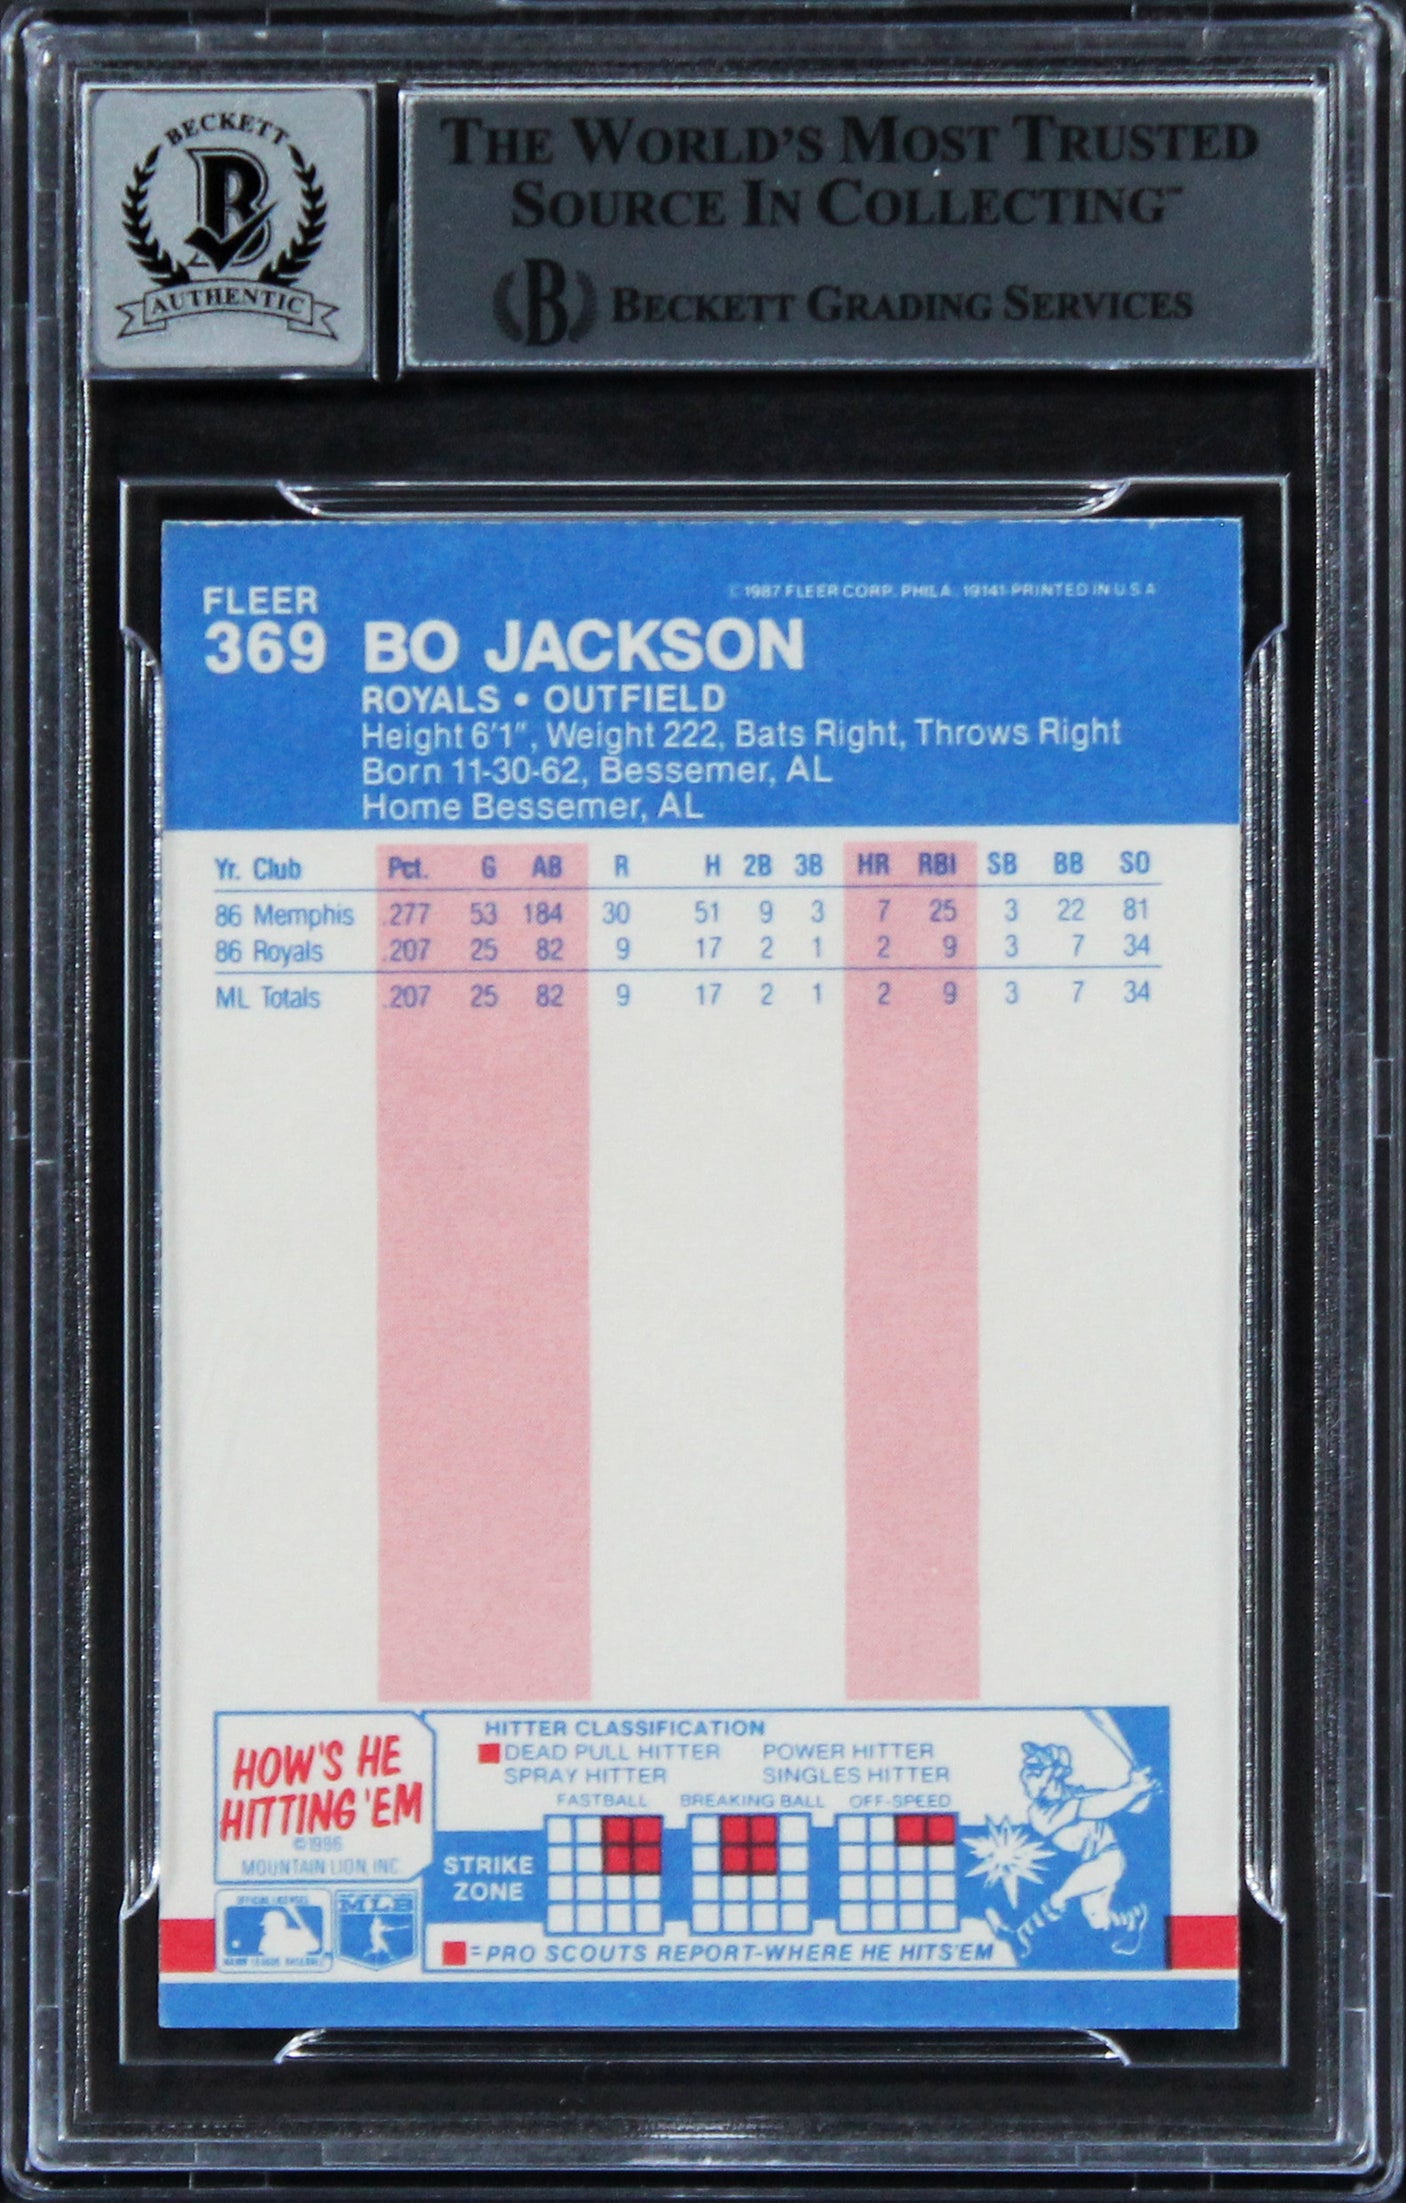 BECKETT
B
AUTHENTIC
THE WORLD'S MOST TRUSTED
SOURCE IN COLLECTING™
B BECKETT GRADING SERVICES
© 1987 FLEER CORP. PHILA. 19141 PRINTED IN U S A
FLEER
369 BO JACKSON
ROYALS • OUTFIELD
Height 6'1", Weight 222, Bats Right, Throws Right
Born 11-30-62, Bessemer, AL
Home Bessemer, AL
Yr. Club Pct. G AB R H 2B 3B HR RBI SB BB SO
86 Memphis .277 53 184 30 51 9 3 7 25 3 22 81
86 Royals .207 25 82 9 17 2 1 2 9 3 7 34
ML Totals .207 25 82 9 17 2 1 2 9 3 7 34
HOW'S HE
HITTING 'EM
©1986
MOUNTAIN LION, INC.
HITTER CLASSIFICATION
DEAD PULL HITTER POWER HITTER
SPRAY HITTER SINGLES HITTER
FASTBALL BREAKING BALL OFF-SPEED
STRIKE
ZONE
=PRO SCOUTS REPORT-WHERE HE HITS'EM
OFFICIAL LICENSEE
MAJOR LEAGUE BASEBALL
MLB